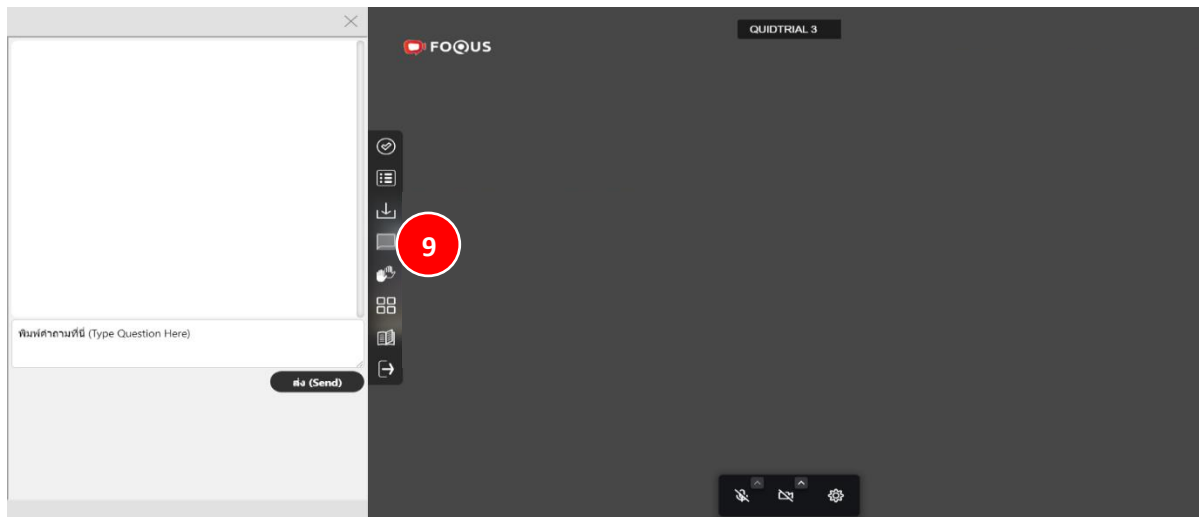 QUIDTRIAL 3
FOQUS
9
พิมพ์คำถามที่นี่ (Type Question Here)
ส่ง (Send)